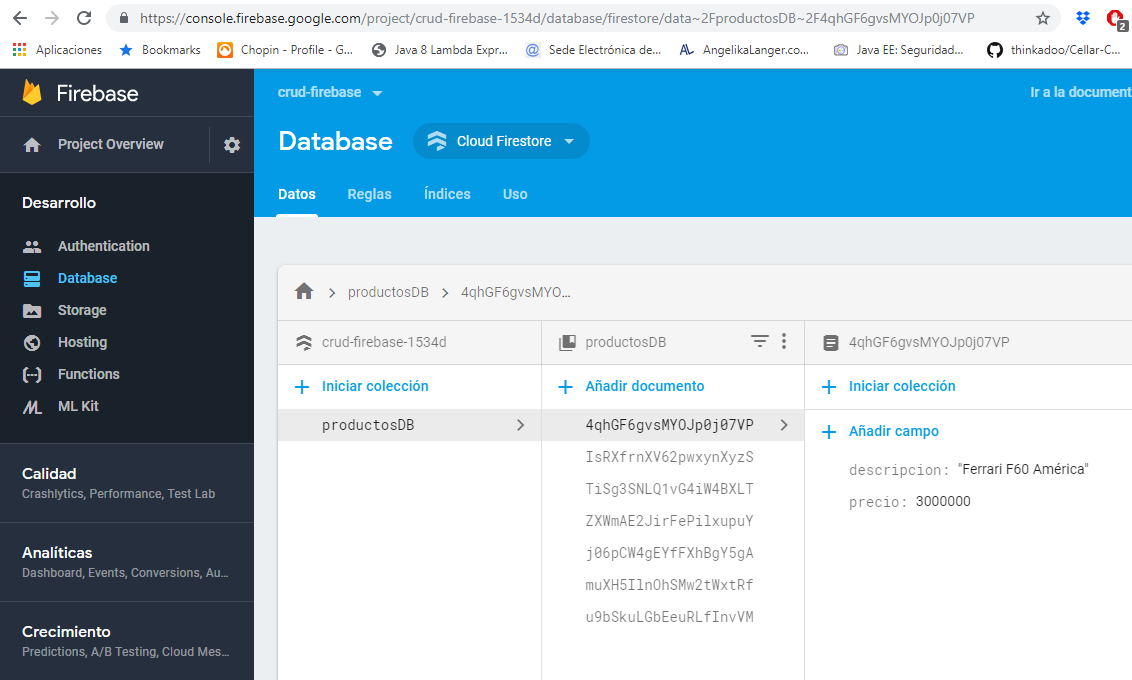 https://console.firebase.google.com/project/crud-firebase-1534d/database/firestore/data~2FproductosDB~2F4qhGF6gvsMYOJp0j07VP
2
Aplicaciones Bookmarks Chopin - Profile - G... Java 8 Lambda Expr... Sede Electrónica de... AngelikaLanger.co... Java EE: Seguridad... thinkadoo/Cellar-C...
Firebase
crud-firebase
Ir a la document
Project Overview
Database
Cloud Firestore
Datos Reglas Índices Uso
Desarrollo
Authentication
Database
Storage
Hosting
Functions
ML Kit
Calidad
Crashlytics, Performance, Test Lab
Analíticas
Dashboard, Events, Conversions, Au...
Crecimiento
Predictions, A/B Testing, Cloud Mes...
productosDB 4qhGF6gvsMYO...
crud-firebase-1534d
Iniciar colección
productosDB
productosDB
Añadir documento
4qhGF6gvsMYOJp0j07VP
IsRXfrnXV62pwxynXyzS
TiSg3SNLQ1vG4iW4BXLT
ZXWmAE2JirFePilxupuY
j06pCW4gEYfFXhBgY5gA
muXH5IlnOhSMw2tWxtRf
u9bSkuLGbEeuRLfInvVM
4qhGF6gvsMYOJp0j07VP
Iniciar colección
Añadir campo
descripcion: "Ferrari F60 América"
precio: 3000000